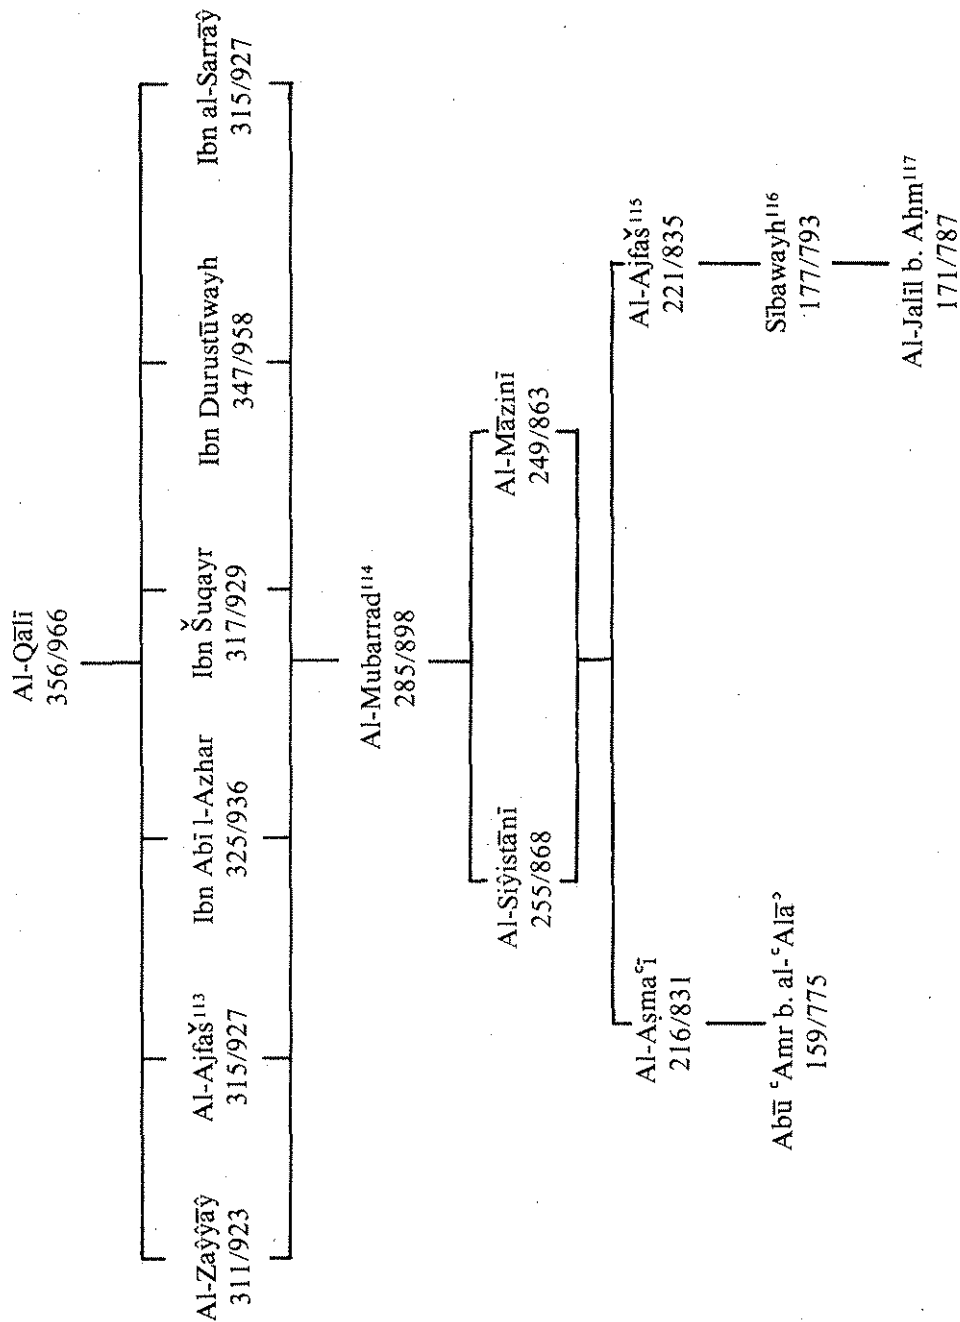 Al-Qālī
356/966
Al-Zaŷŷāŷ
311/923
Al-Ajfaš¹¹³
315/927
Ibn Abī l-Azhar
325/936
Ibn Šuqayr
317/929
Ibn Durustūwayh
347/958
Ibn al-Sarrāŷ
315/927
Al-Mubarrad¹¹⁴
285/898
Al-Siŷistānī
255/868
Al-Māzinī
249/863
Al-Aṣmaʿī
216/831
Al-Ajfaš¹¹⁵
221/835
Abū ʿAmr b. al-ʿAlāʾ
159/775
Sībawayh¹¹⁶
177/793
Al-Jalīl b. Aḥm¹¹⁷
171/787